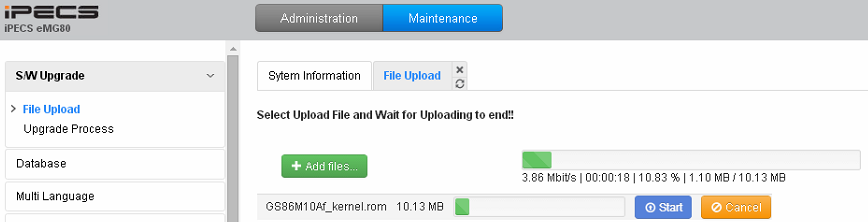 iPECS
iPECS eMG80
Administration
Maintenance
S/W Upgrade
File Upload
Upgrade Process
Database
Multi Language
Sytem Information
File Upload
Select Upload File and Wait for Uploading to end!!
Add files...
3.86 Mbit/s | 00:00:18 | 10.83 % | 1.10 MB / 10.13 MB
GS86M10Af_kernel.rom 10.13 MB
Start
Cancel